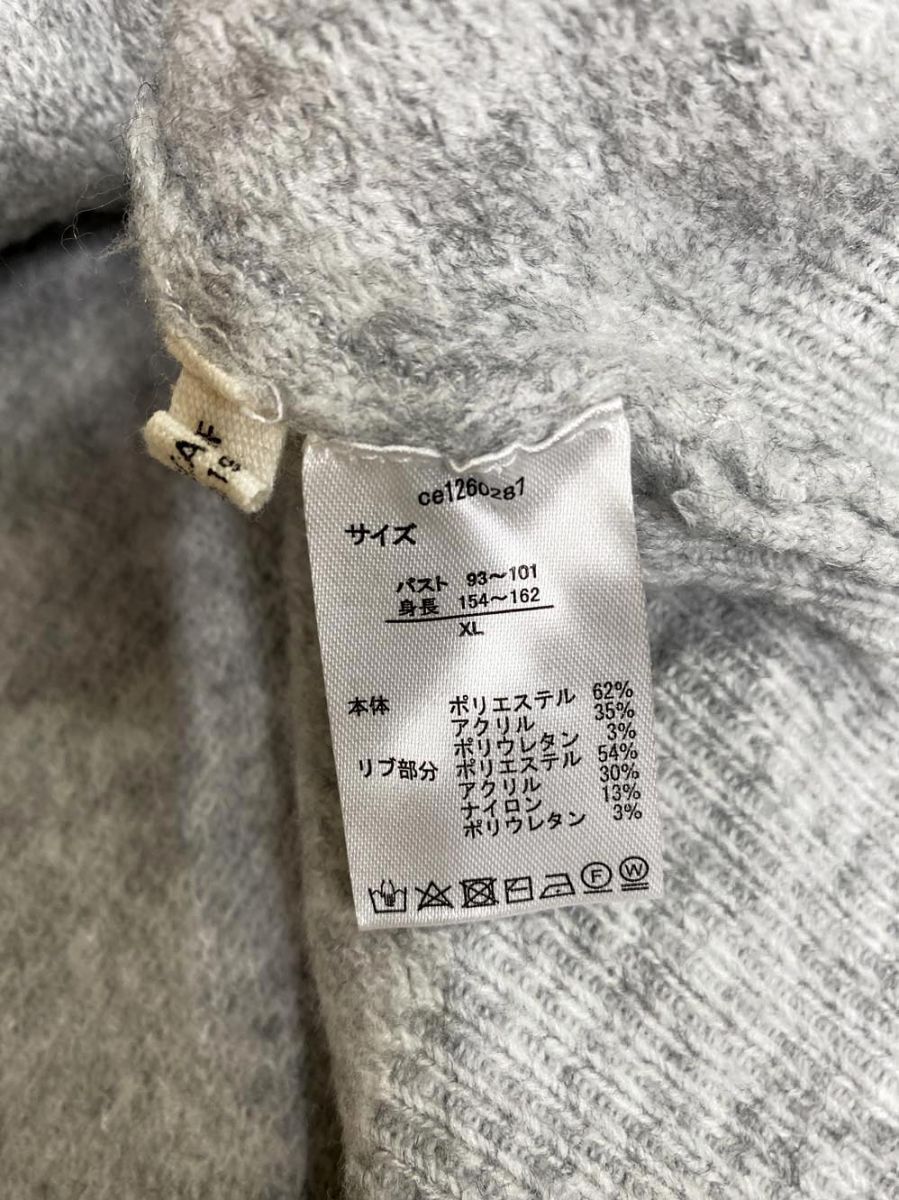 ce1260287
サイズ
バスト 93～101
身長 154～162
XL
本体 ポリエステル 62%
アクリル 35%
ポリウレタン 3%
リブ部分 ポリエステル 54%
アクリル 30%
ナイロン 13%
ポリウレタン 3%
F W